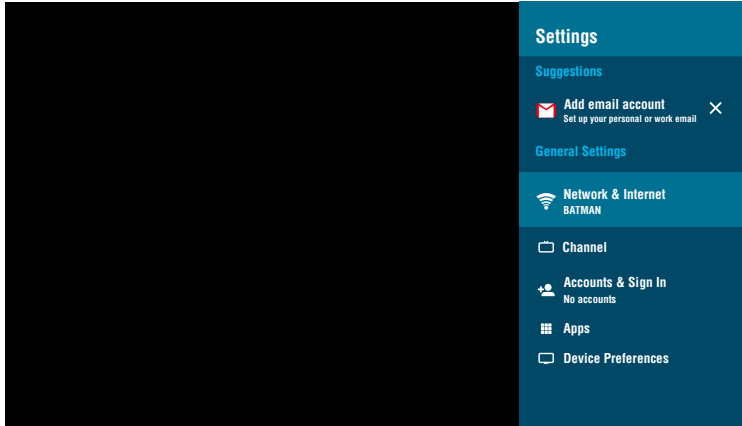 Settings
Suggestions
Add email account
Set up your personal or work email
General Settings
Network & Internet
BATMAN
Channel
Accounts & Sign In
No accounts
Apps
Device Preferences